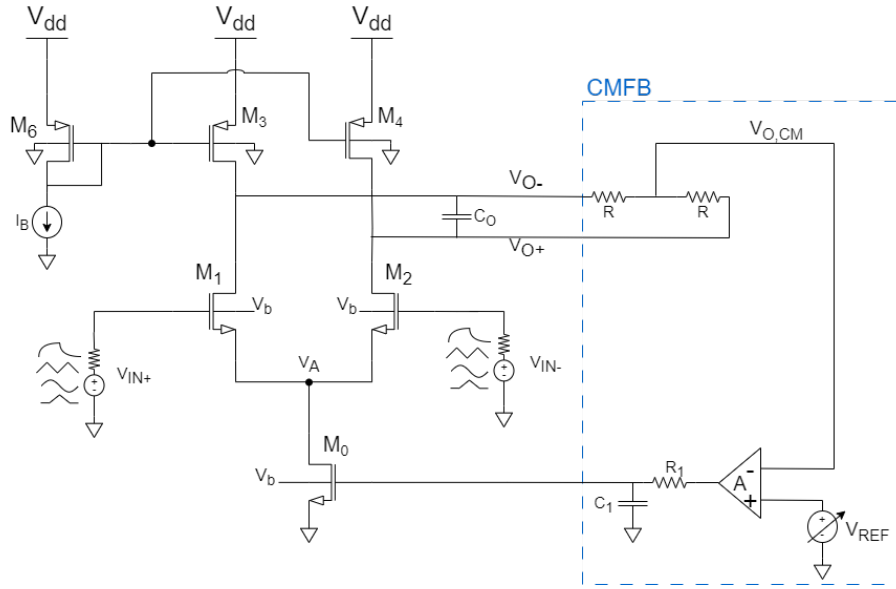 Vdd Vdd Vdd
CMFB
M6 M3 M4
VO,CM
VO-
R R
IB
CO
VO+
M1 M2
Vb Vb
VIN+ VA VIN-
M0
Vb
R1
A - +
C1
VREF